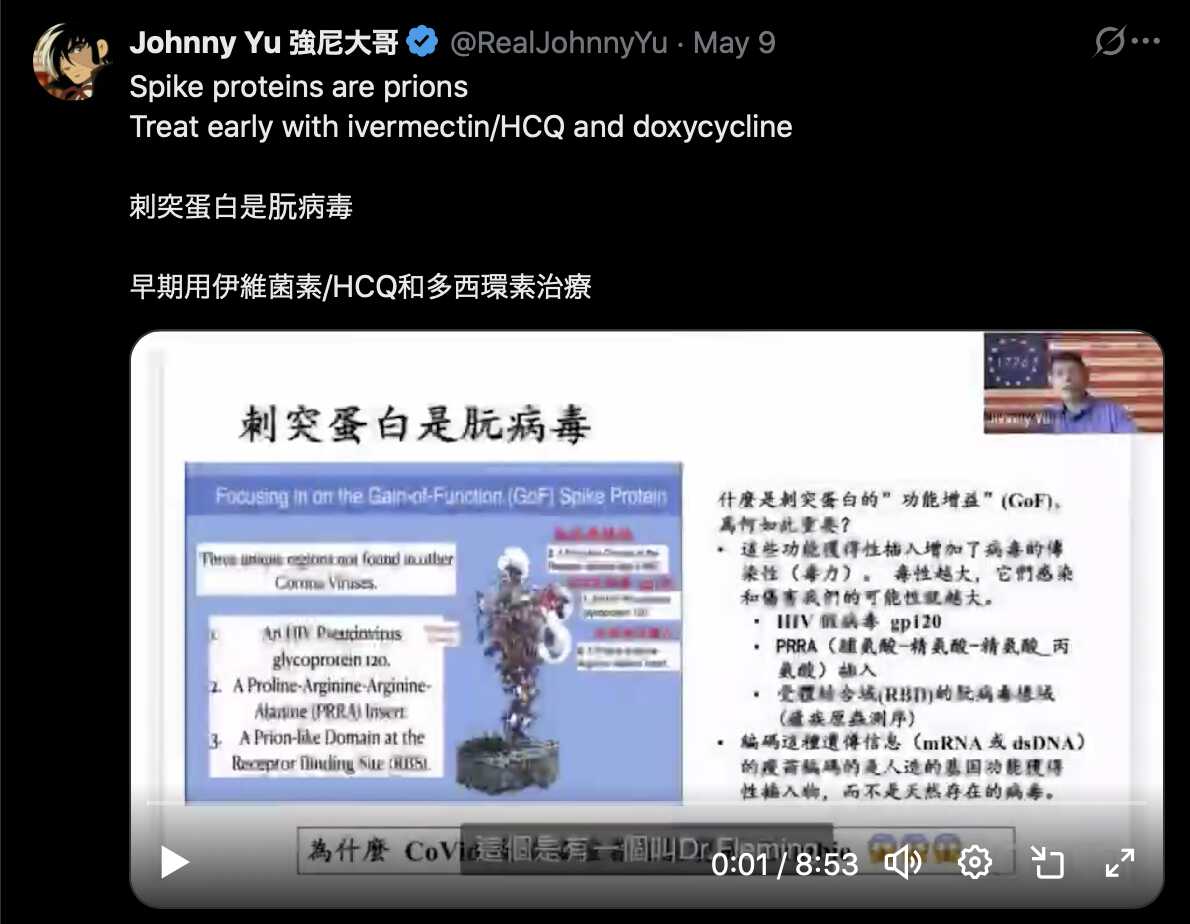 Johnny Yu 強尼大哥 @RealJohnnyYu · May 9
Spike proteins are prions
Treat early with ivermectin/HCQ and doxycycline
刺突蛋白是朊病毒
早期用伊維菌素/HCQ和多西環素治療
刺突蛋白是朊病毒
Focusing in on the Gain-of-Function (GoF) Spike Protein
Three unique regions not found in other
Corona Viruses.
1. An HIV Pseudovirus
glycoprotein 120.
2. A Proline-Arginine-Arginine-
Alanine (PRRA) Insert
3. A Prion-like Domain at the
Receptor Binding Site (RBS).
什麼是刺突蛋白的"功能增益"(GoF)、
為何如此重要?
• 這些功能獲得性插入增加了病毒的傳
染性（毒力）。 毒性越大，它們感染
和傷害我們的可能性就越大。
• HIV 假病毒 gp120
• PRRA（脯氨酸-精氨酸-精氨酸_丙
氨酸）插入
• 受體結合域(RBD)的朊病毒樣域
• 編碼這種遺傳信息（mRNA 或 dsDNA）
的疫苗編碼的是人造的基因功能獲得
性插入物，而不是天然存在的病毒。
1776
Johnny Yu
為什麼 CoVi
這個是有一個叫Dr Fleming
0:01 / 8:53